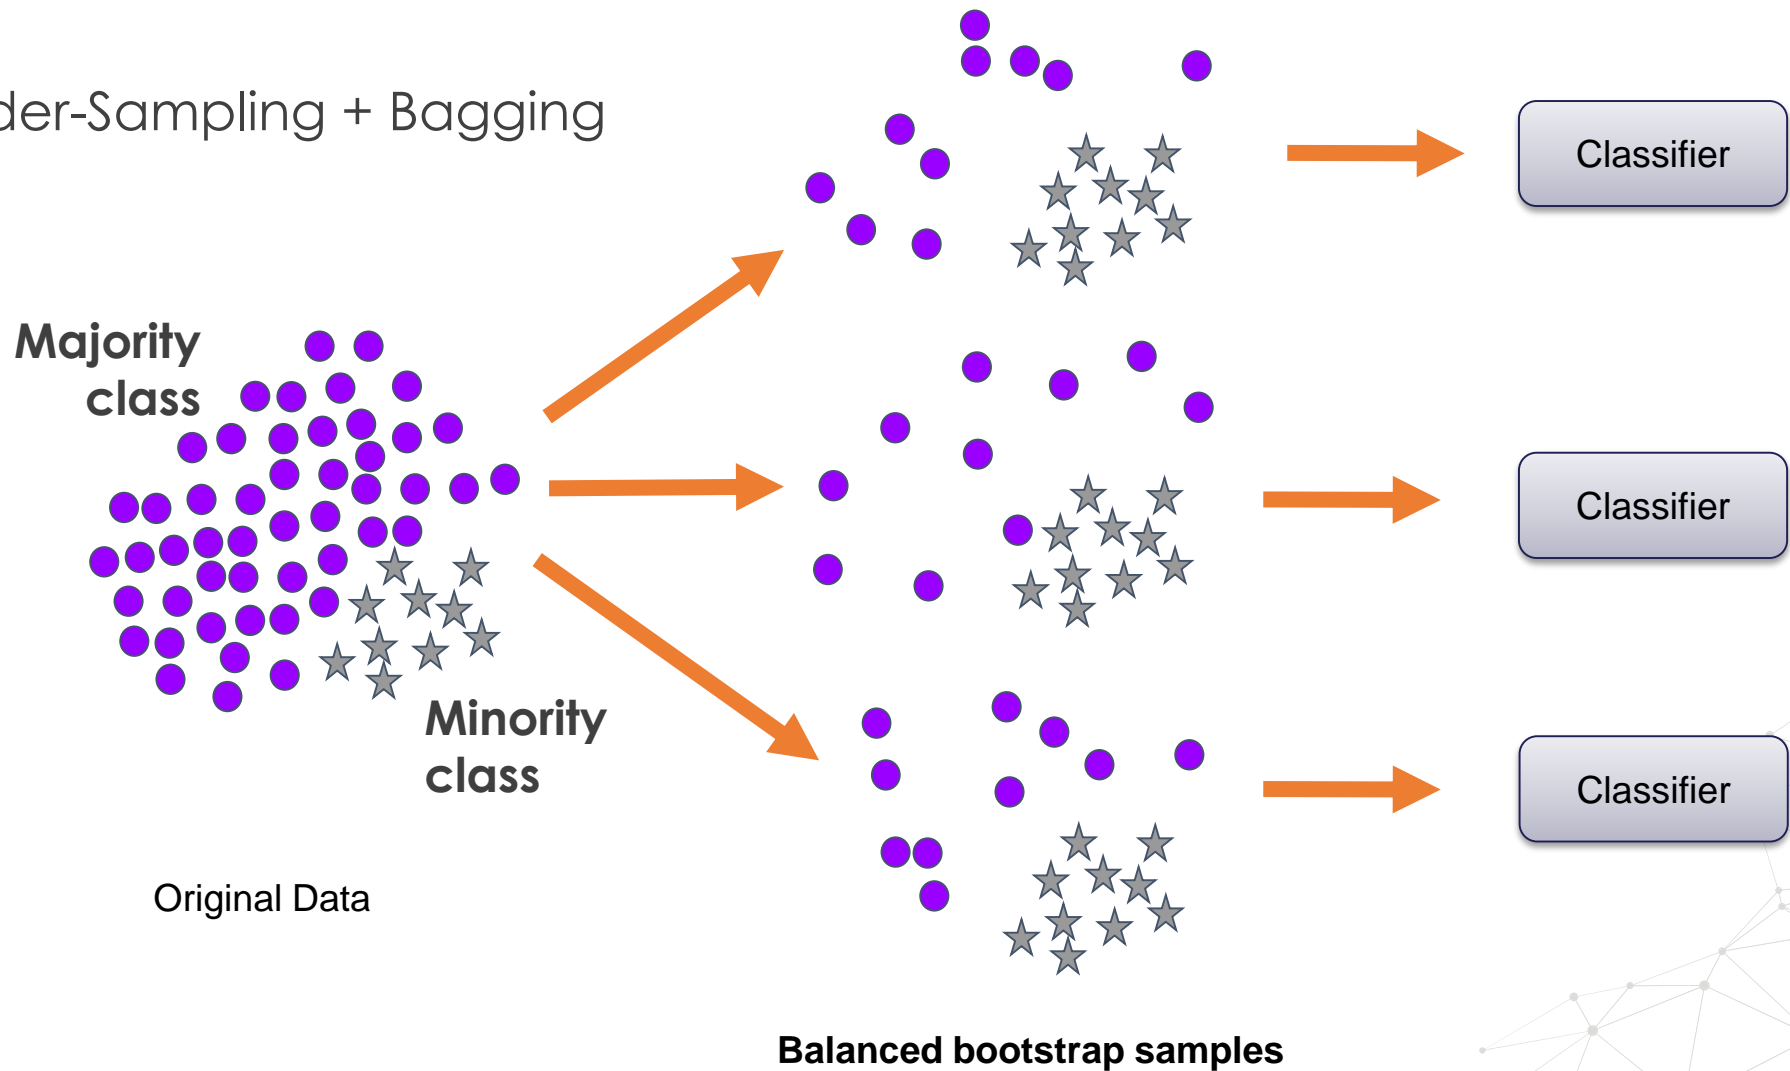 der-Sampling + Bagging
Classifier
Majority
class
Classifier
Minority
class
Classifier
Original Data
Balanced bootstrap samples